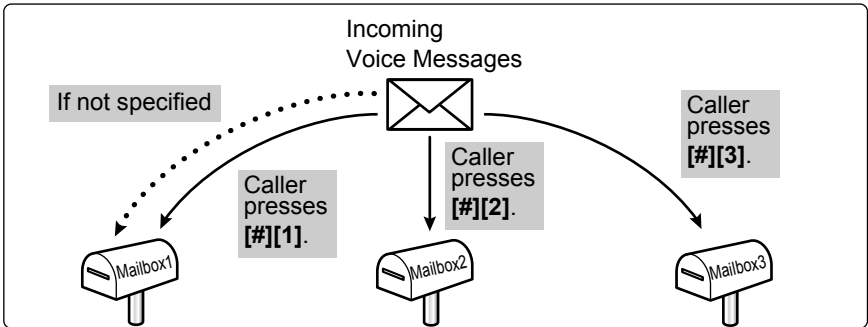 Incoming
Voice Messages
If not specified
Caller
presses
[#][1].
Caller
presses
[#][2].
Caller
presses
[#][3].
Mailbox1
Mailbox2
Mailbox3